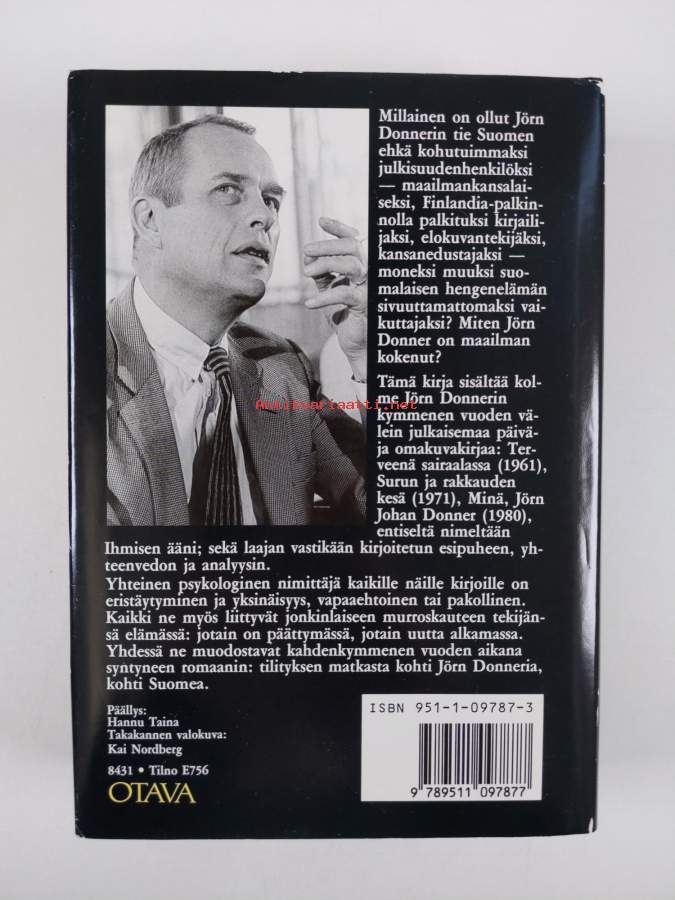 Millainen on ollut Jörn
Donnerin tie Suomen
ehkä kohutuimmaksi
julkisuudenhenkilöksi
— maailmankansalai-
seksi, Finlandia-palkin-
nolla palkituksi kirjaili-
jaksi, elokuvantekijäksi,
kansanedustajaksi —
moneksi muuksi suo-
malaisen hengenelämän
sivuuttamattomaksi vai-
kuttajaksi? Miten Jörn
Donner on maailman
kokenut?
Tämä kirja sisältää kol-
me Jörn Donnerin
kymmenen vuoden vä-
lein julkaisemaa päivä-
ja omakuvakirjaa: Ter-
veenä sairaalassa (1961),
Surun ja rakkauden
kesä (1971), Minä, Jörn
Johan Donner (1980),
entiseltä nimeltään
Ihmisen ääni; sekä laajan vastikään kirjoitetun esipuheen, yh-
teenvedon ja analyysin.
Yhteinen psykologinen nimittäjä kaikille näille kirjoille on
eristäytyminen ja yksinäisyys, vapaaehtoinen tai pakollinen.
Kaikki ne myös liittyvät jonkinlaiseen murroskauteen tekijän-
sä elämässä: jotain on päättymässä, jotain uutta alkamassa.
Yhdessä ne muodostavat kahdenkymmenen vuoden aikana
syntyneen romaanin: tilityksen matkasta kohti Jörn Donneria,
kohti Suomea.
Päällys:
Hannu Taina
Takakannen valokuva:
Kai Nordberg
8431 • Tilno E756
OTAVA
ISBN 951-1-09787-3
9 789511 097877
Antikvariaatti.net